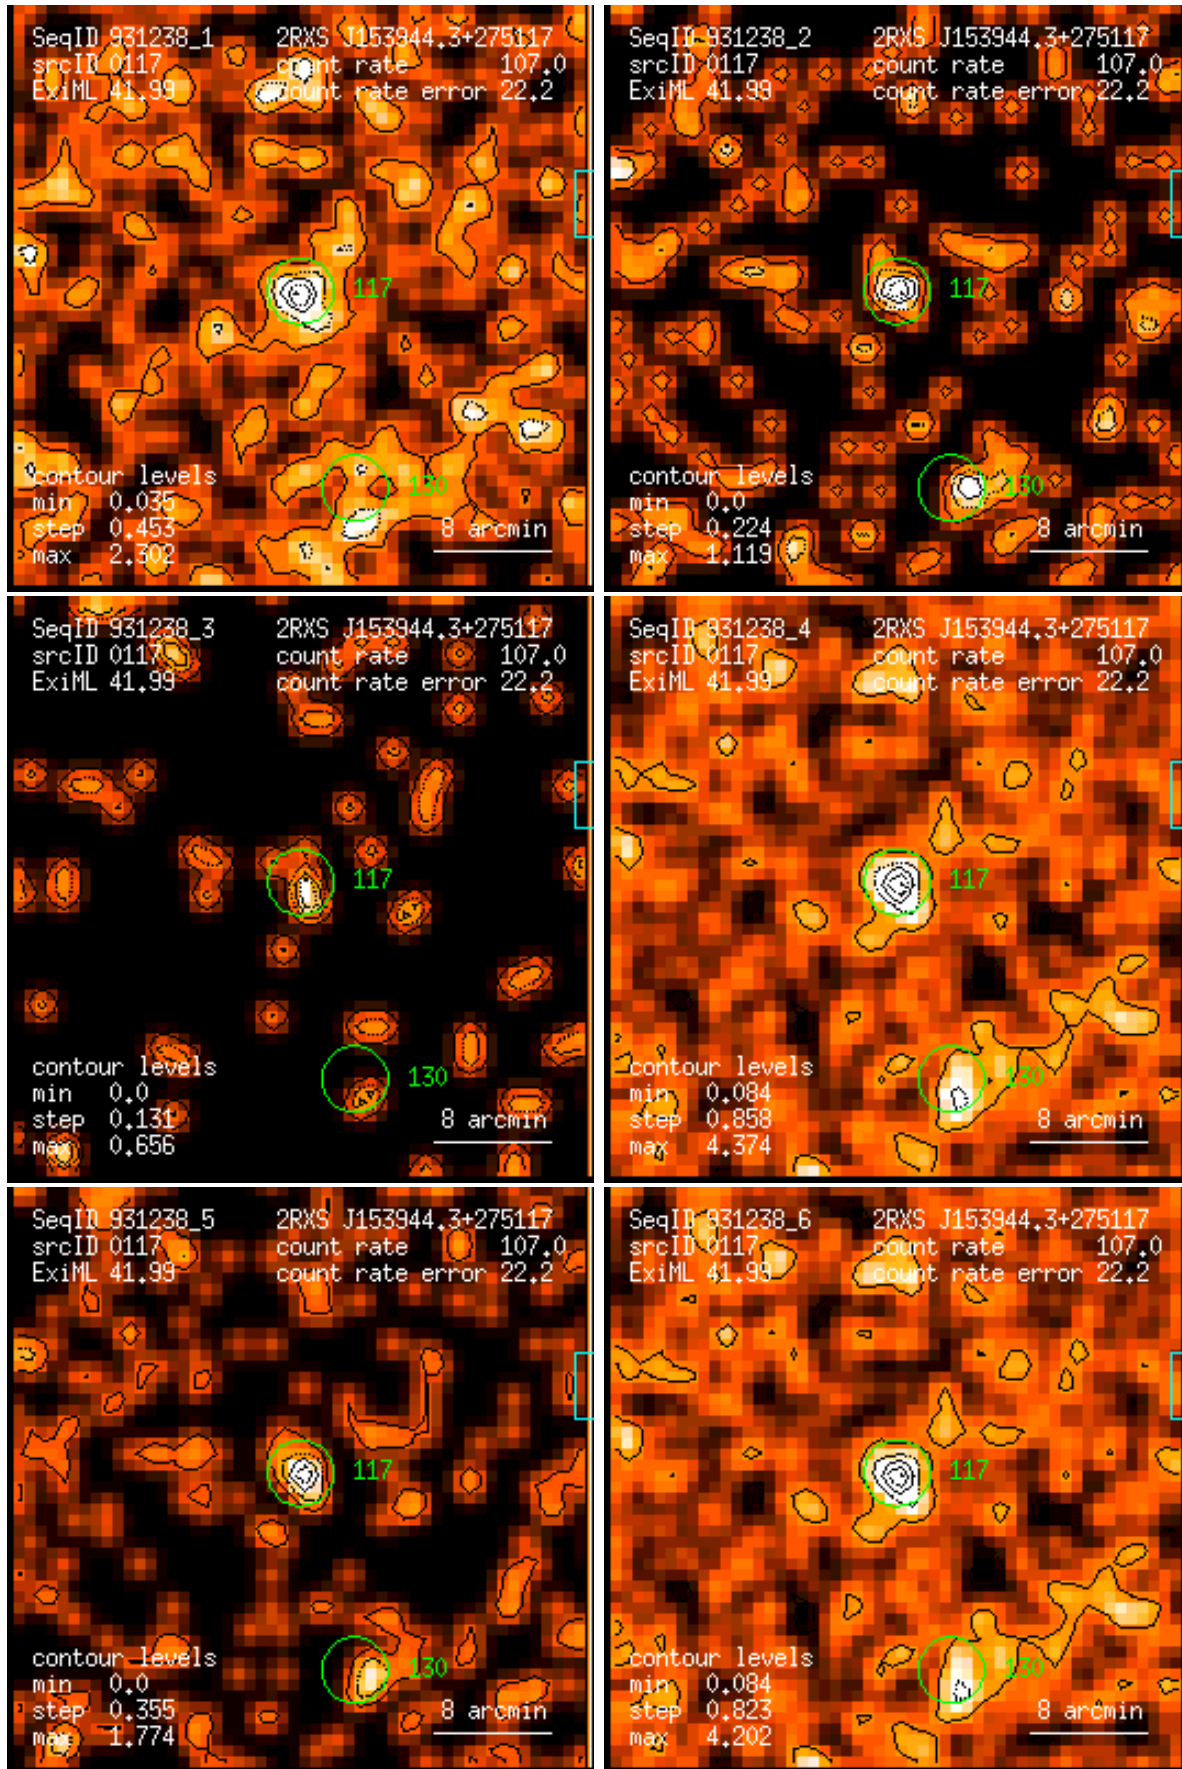 SeqID 931238_1 2RXS J153944.3+275117
srcID 0117 count rate 107.0
ExiML 41.99 count rate error 22.2
117
130
contour levels
min 0.035
step 0.453
max 2.302
8 arcmin
SeqID 931238_2 2RXS J153944.3+275117
srcID 0117 count rate 107.0
ExiML 41.99 count rate error 22.2
117
130
contour levels
min 0.0
step 0.224
max 1.119
8 arcmin
SeqID 931238_3 2RXS J153944.3+275117
srcID 0117 count rate 107.0
ExiML 41.99 count rate error 22.2
117
130
contour levels
min 0.0
step 0.131
max 0.656
8 arcmin
SeqID 931238_4 2RXS J153944.3+275117
srcID 0117 count rate 107.0
ExiML 41.99 count rate error 22.2
117
130
contour levels
min 0.084
step 0.858
max 4.374
8 arcmin
SeqID 931238_5 2RXS J153944.3+275117
srcID 0117 count rate 107.0
ExiML 41.99 count rate error 22.2
117
130
contour levels
min 0.0
step 0.355
max 1.774
8 arcmin
SeqID 931238_6 2RXS J153944.3+275117
srcID 0117 count rate 107.0
ExiML 41.99 count rate error 22.2
117
130
contour levels
min 0.084
step 0.823
max 4.202
8 arcmin